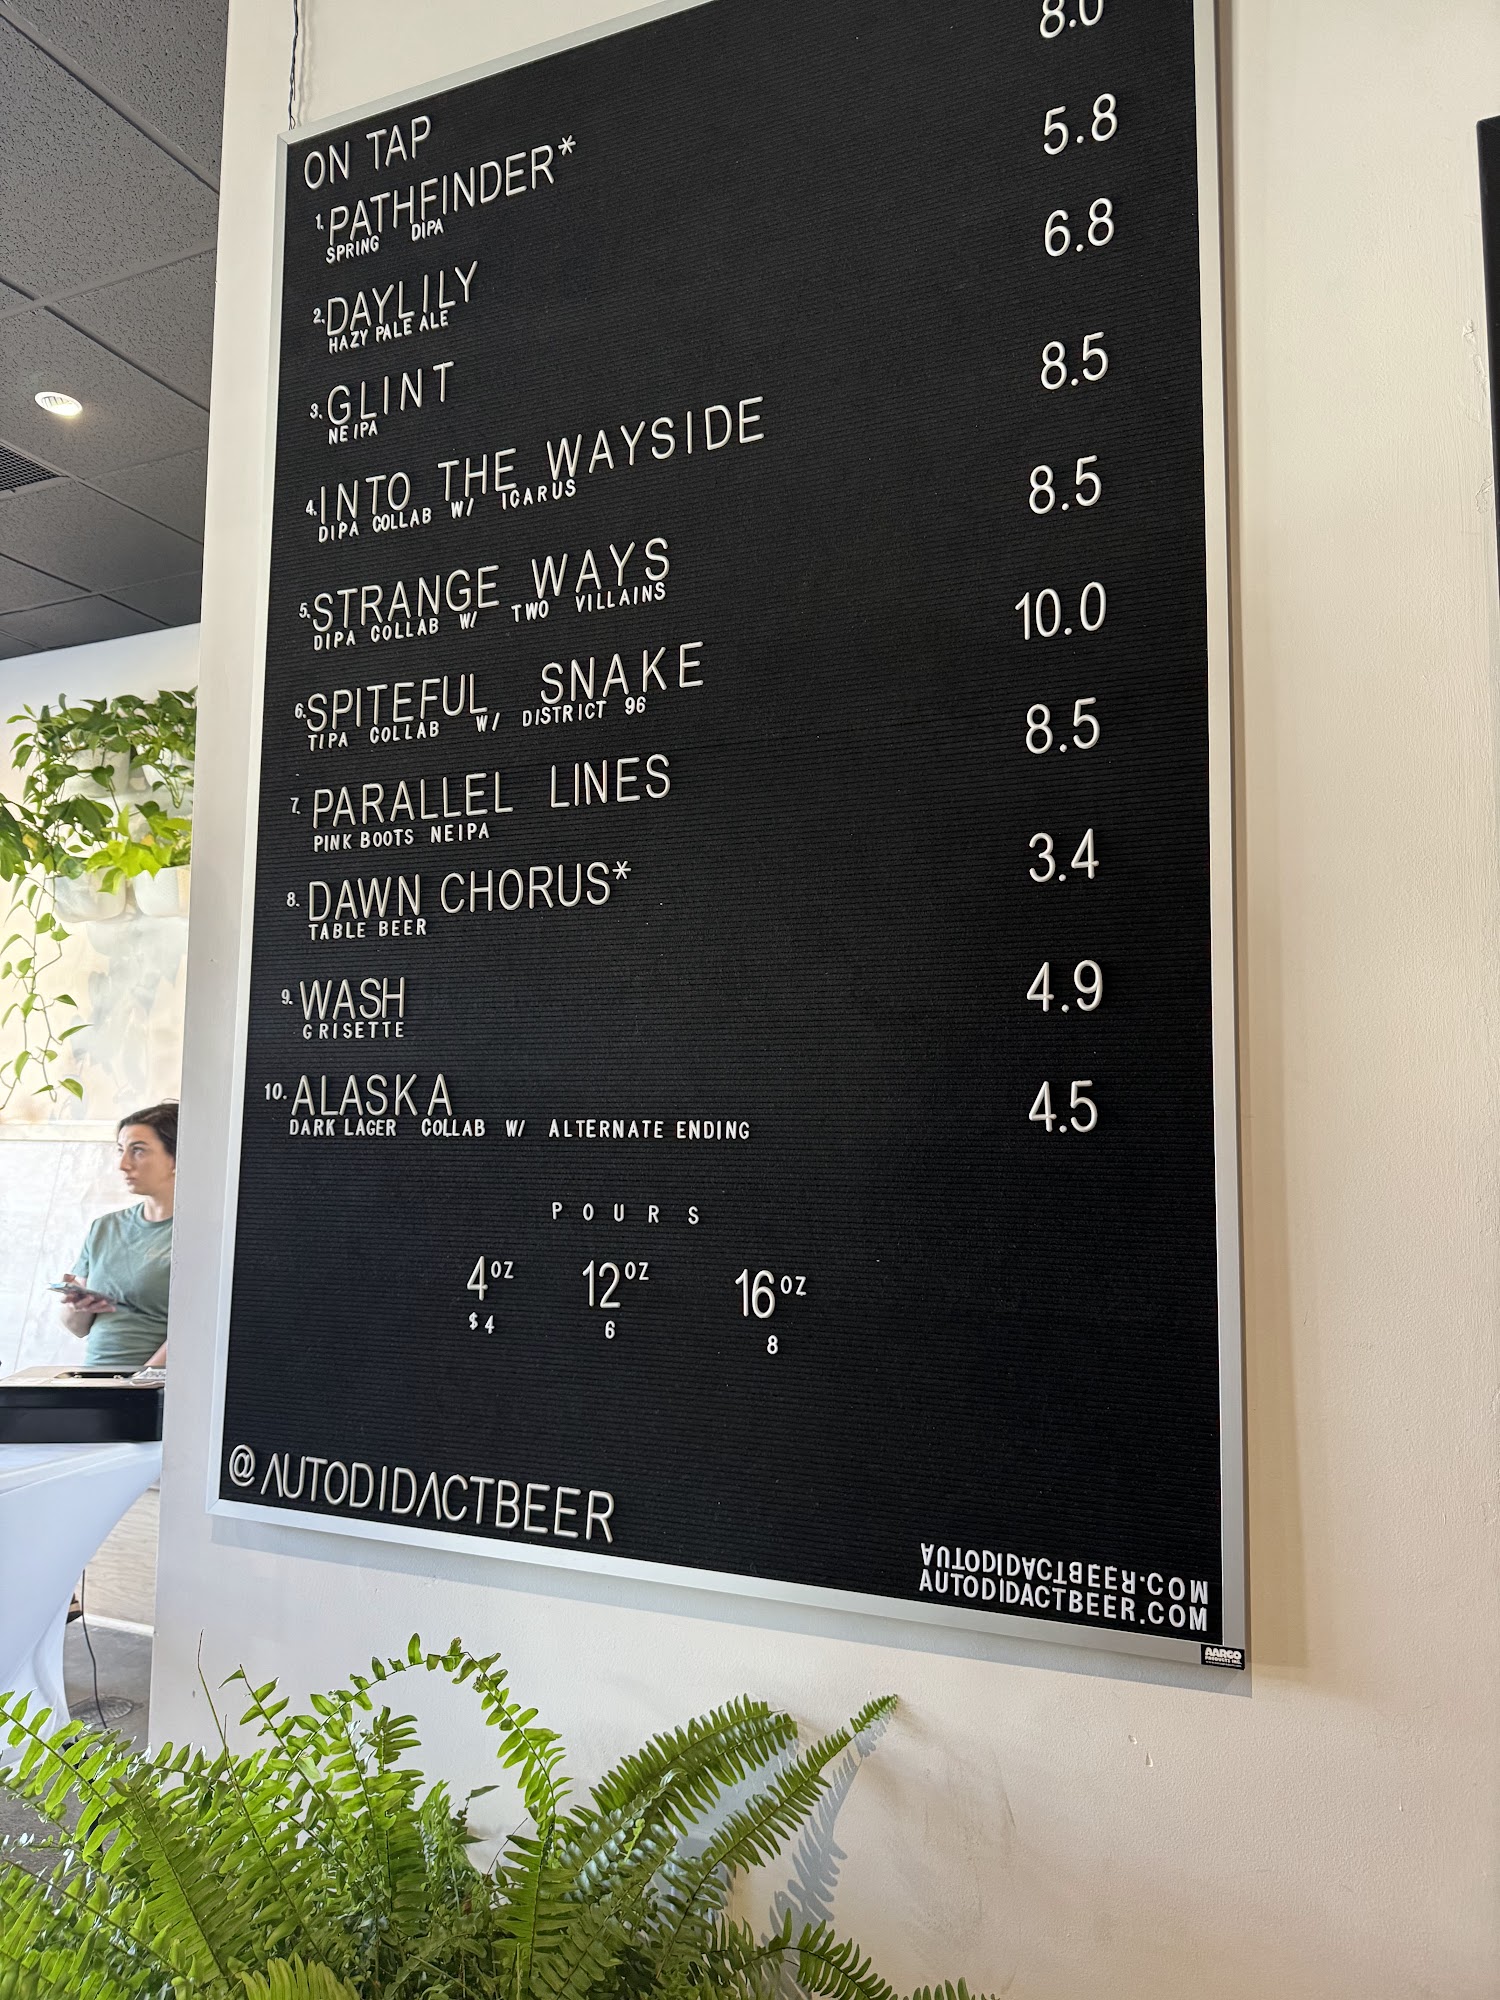 ON TAP
1. PATHFINDER* 8.0
SPRING DIPA
2. DAYLILY 5.8
HAZY PALE ALE
3. GLINT 6.8
NEIPA
4. INTO THE WAYSIDE 8.5
DIPA COLLAB W/ ICARUS
5. STRANGE WAYS 8.5
DIPA COLLAB W/ TWO VILLAINS
6. SPITEFUL SNAKE 10.0
TIPA COLLAB W/ DISTRICT 96
7. PARALLEL LINES 8.5
PINK BOOTS NEIPA
8. DAWN CHORUS* 3.4
TABLE BEER
9. WASH 4.9
GRISETTE
10. ALASKA 4.5
DARK LAGER COLLAB W/ ALTERNATE ENDING
POURS
4OZ 12OZ 16OZ
$4 6 8
@AUTODIDACTBEER
AUTODIDACTBEER.COM
AUTODIDACTBEER.COM
AARCO
PRODUCTS INC.